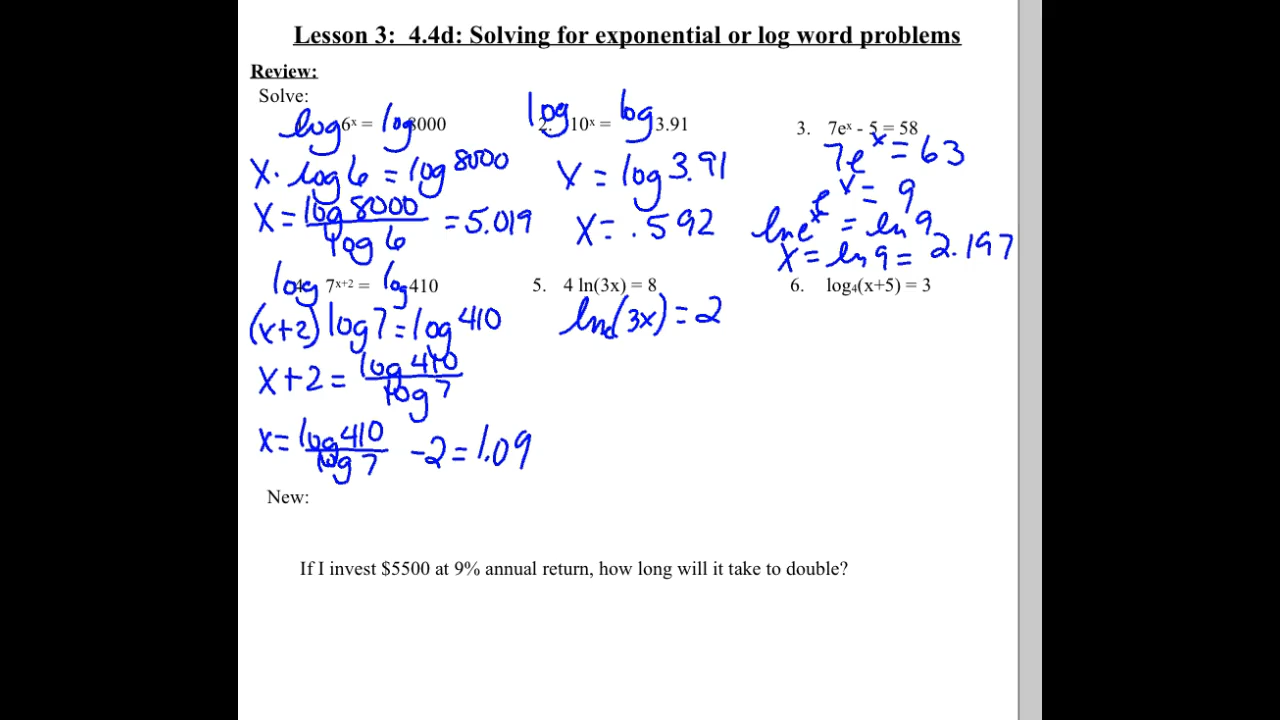 Lesson 3: 4.4d: Solving for exponential or log word problems
Review:
Solve:
log 6ˣ = log 8000
x · log 6 = log 8000
x = log 8000 / log 6 = 5.019
2. log 10ˣ = log 3.91
x = log 3.91
x = .592
3. 7eˣ - 5 = 58
7eˣ = 63
eˣ = 9
ln eˣ = ln 9
x = ln 9 = 2.197
4. log 7ˣ⁺² = log 410
(x+2) log 7 = log 410
x + 2 = log 410 / log 7
x = log 410 / log 7 - 2 = 1.09
5. 4 ln(3x) = 8
ln(3x) = 2
6. log₄(x+5) = 3
New:
If I invest $5500 at 9% annual return, how long will it take to double?